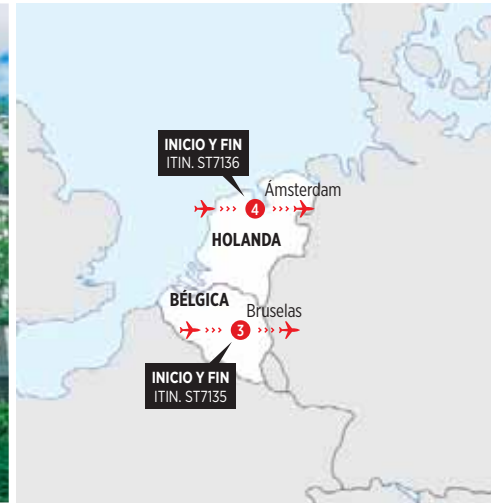 INICIO Y FIN
ITIN. ST7136
Ámsterdam
4
HOLANDA
BÉLGICA
Bruselas
3
INICIO Y FIN
ITIN. ST7135